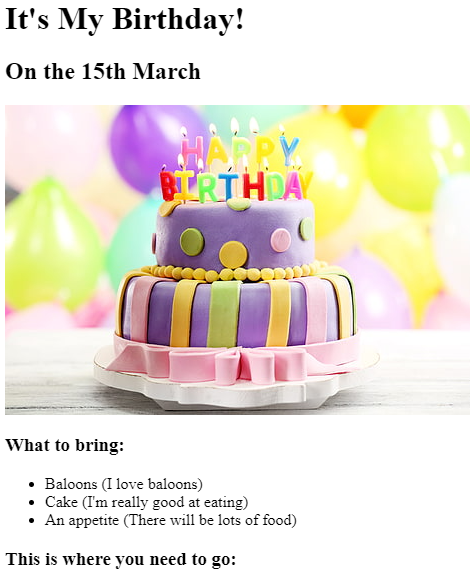 It's My Birthday!
On the 15th March
HAPPY
BIRTHDAY
What to bring:
Baloons (I love baloons)
Cake (I'm really good at eating)
An appetite (There will be lots of food)
This is where you need to go: